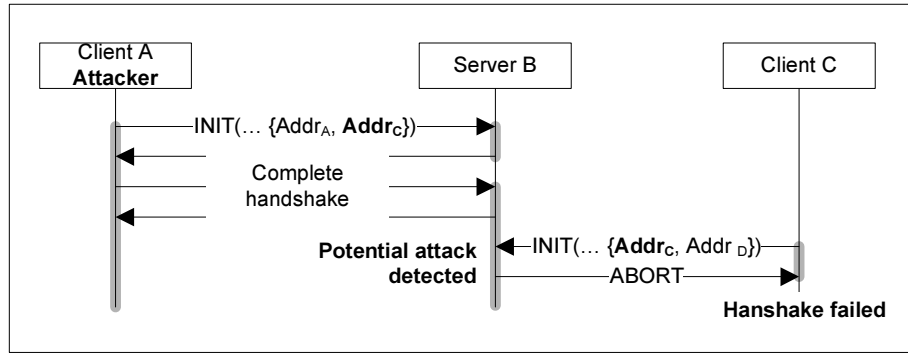 Client A
Attacker
Server B
Client C
INIT(… {AddrA, AddrC})
Complete
handshake
Potential attack
detected
INIT(… {AddrC, Addr D})
ABORT
Hanshake failed